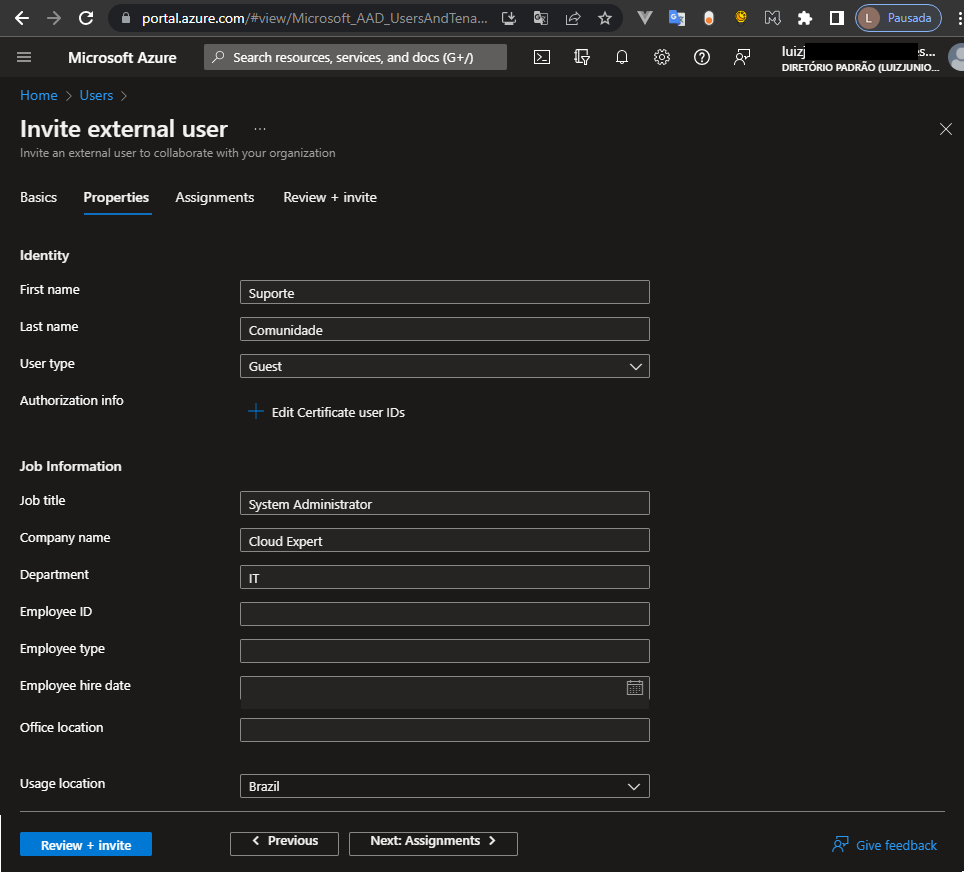 portal.azure.com/#view/Microsoft_AAD_UsersAndTena...
L Pausada
Microsoft Azure
Search resources, services, and docs (G+/)
luizj
es...
DIRETÓRIO PADRÃO (LUIZJUNIO...
Home > Users >
Invite external user ...
Invite an external user to collaborate with your organization
Basics Properties Assignments Review + invite
Identity
First name Suporte
Last name Comunidade
User type Guest
Authorization info
+ Edit Certificate user IDs
Job Information
Job title System Administrator
Company name Cloud Expert
Department IT
Employee ID
Employee type
Employee hire date
Office location
Usage location Brazil
Review + invite < Previous Next: Assignments > Give feedback